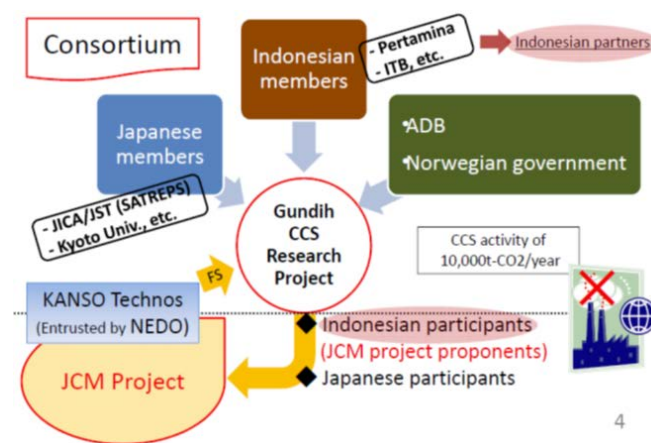 Consortium
Indonesian
members
- Pertamina
- ITB, etc.
Indonesian partners
Japanese
members
- JICA/JST (SATREPS)
- Kyoto Univ., etc.
•ADB
•Norwegian government
Gundih
CCS
Research
Project
CCS activity of
10,000t-CO2/year
FS
KANSO Technos
(Entrusted by NEDO)
JCM Project
Indonesian participants
(JCM project proponents)
Japanese participants
4